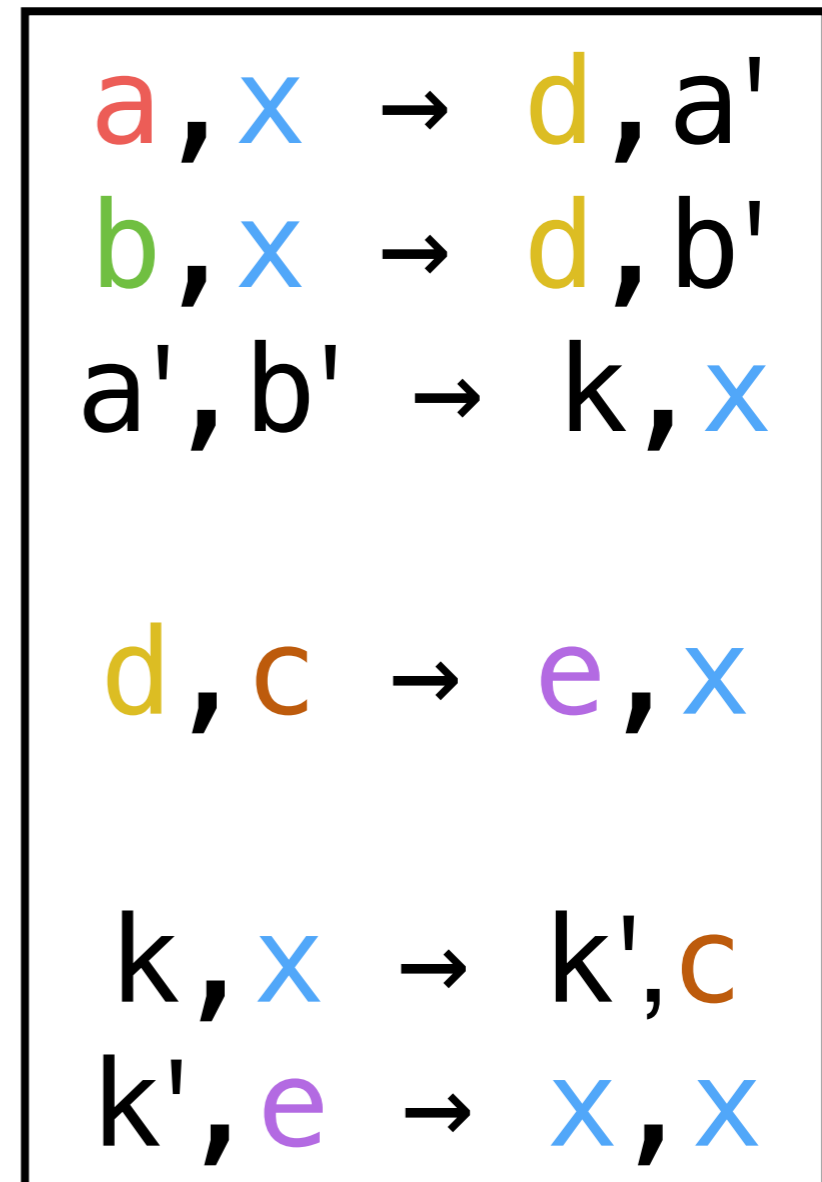 a,x → d,a'
b,x → d,b'
a',b' → k,x
d,c → e,x
k,x → k',c
k',e → x,x